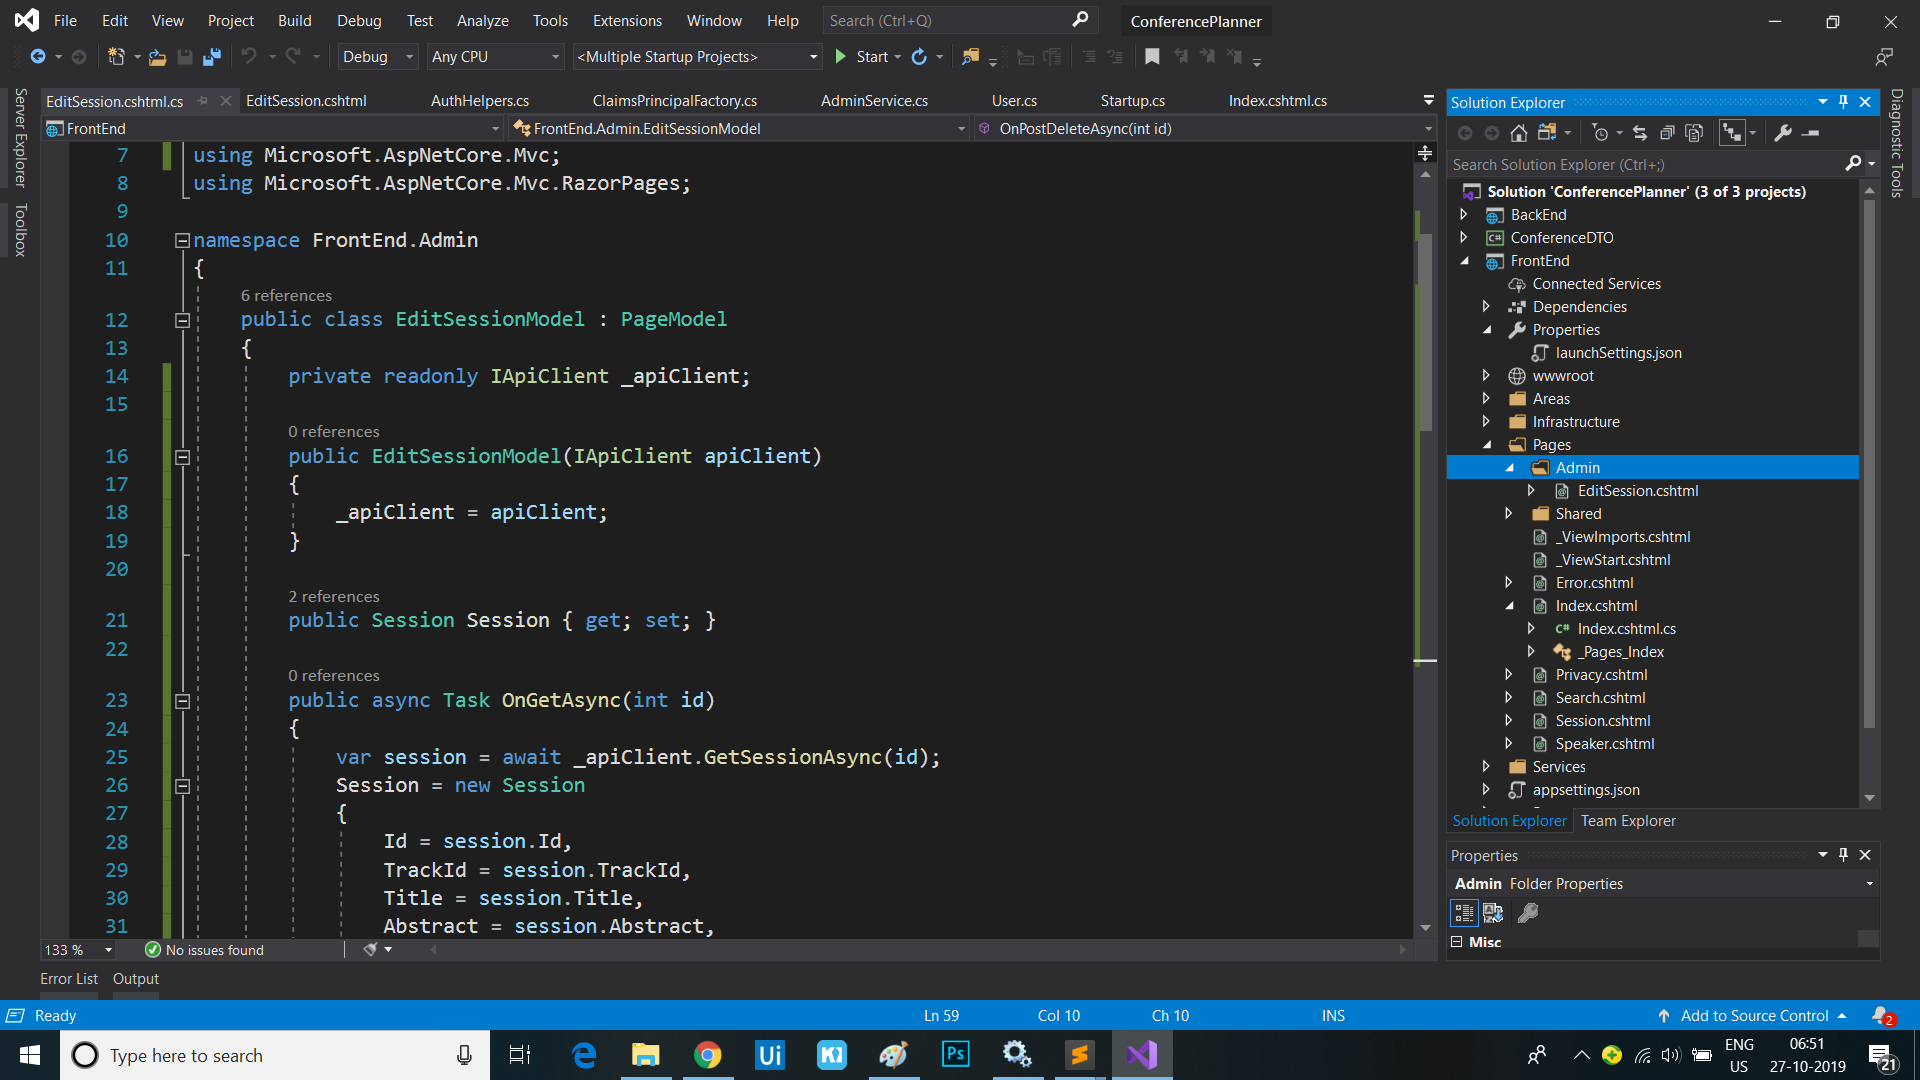 File Edit View Project Build Debug Test Analyze Tools Extensions Window Help Search (Ctrl+Q) ConferencePlanner
Debug Any CPU <Multiple Startup Projects> Start
Server Explorer
Toolbox
EditSession.cshtml.cs EditSession.cshtml AuthHelpers.cs ClaimsPrincipalFactory.cs AdminService.cs User.cs Startup.cs Index.cshtml.cs
FrontEnd FrontEnd.Admin.EditSessionModel OnPostDeleteAsync(int id)
7 using Microsoft.AspNetCore.Mvc;
8 using Microsoft.AspNetCore.Mvc.RazorPages;
9
10 namespace FrontEnd.Admin
11 {
6 references
12 public class EditSessionModel : PageModel
13 {
14 private readonly IApiClient _apiClient;
15
0 references
16 public EditSessionModel(IApiClient apiClient)
17 {
18 _apiClient = apiClient;
19 }
20
2 references
21 public Session Session { get; set; }
22
0 references
23 public async Task OnGetAsync(int id)
24 {
25 var session = await _apiClient.GetSessionAsync(id);
26 Session = new Session
27 {
28 Id = session.Id,
29 TrackId = session.TrackId,
30 Title = session.Title,
31 Abstract = session.Abstract,
133 % No issues found
Error List Output
Solution Explorer
Search Solution Explorer (Ctrl+;)
Solution 'ConferencePlanner' (3 of 3 projects)
BackEnd
C# ConferenceDTO
FrontEnd
Connected Services
Dependencies
Properties
launchSettings.json
wwwroot
Areas
Infrastructure
Pages
Admin
EditSession.cshtml
Shared
_ViewImports.cshtml
_ViewStart.cshtml
Error.cshtml
Index.cshtml
C# Index.cshtml.cs
_Pages_Index
Privacy.cshtml
Search.cshtml
Session.cshtml
Speaker.cshtml
Services
appsettings.json
Solution Explorer Team Explorer
Properties
Admin Folder Properties
Misc
Diagnostic Tools
Ready Ln 59 Col 10 Ch 10 INS Add to Source Control 2
Type here to search Ui Ps ENG US 06:51 27-10-2019 21